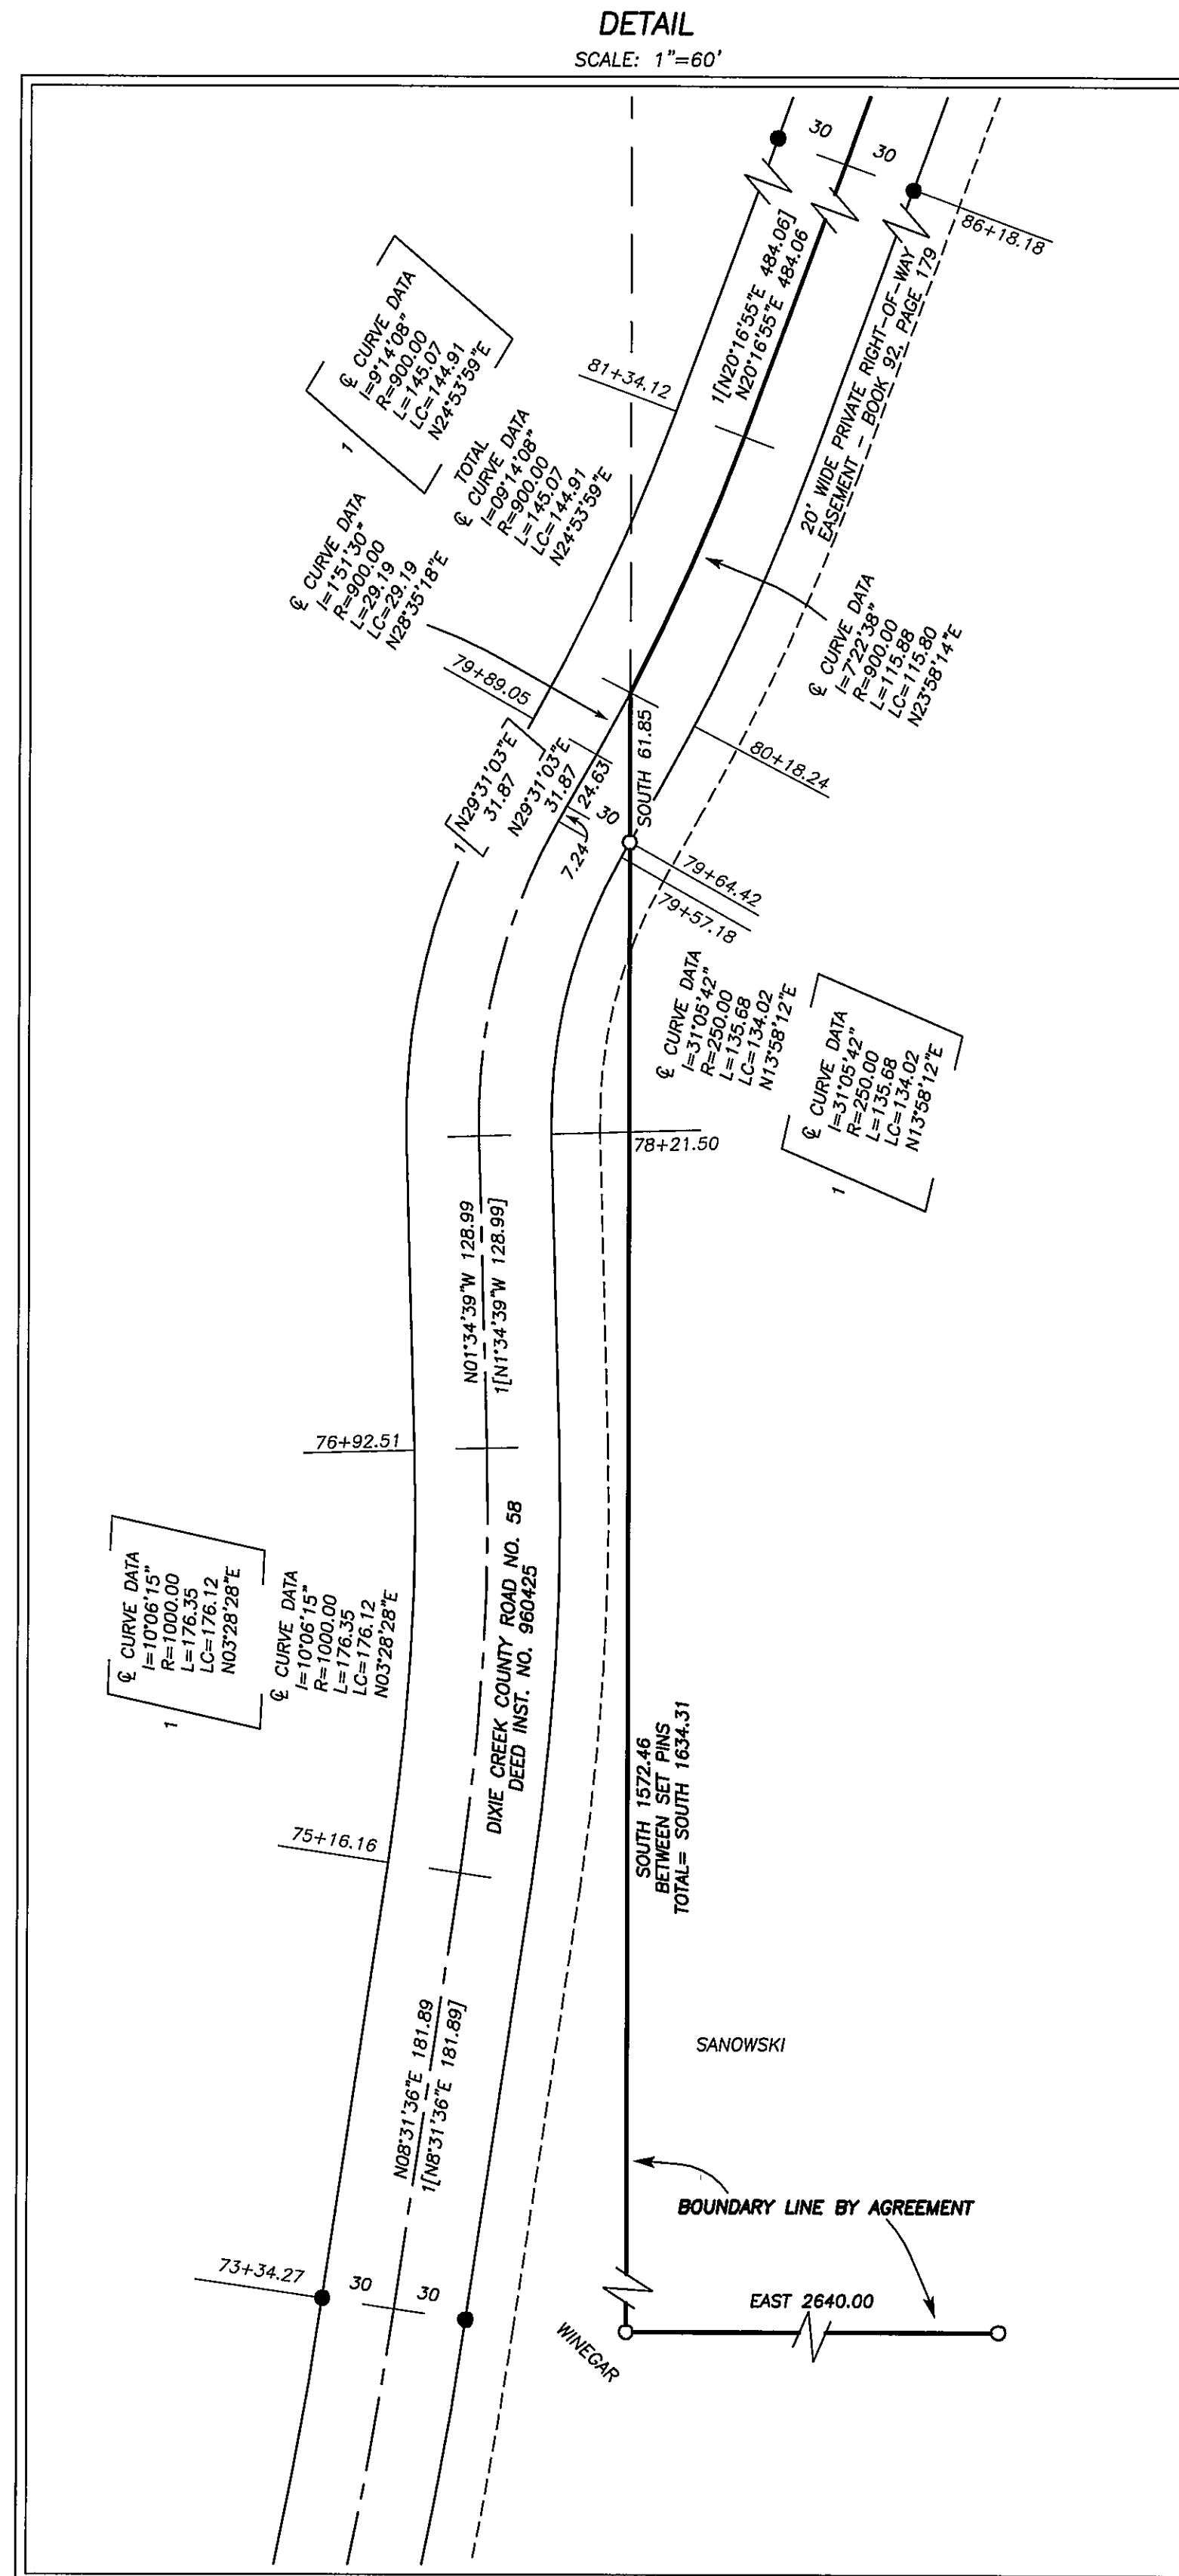 DETAIL
SCALE: 1"=60'
30
30
86+18.18
1[N20°16'55"E 484.06]
N20°16'55"E 484.06
20' WIDE PRIVATE RIGHT-OF-WAY
EASEMENT - BOOK 92, PAGE 179
℄ CURVE DATA
I=9°14'08"
R=900.00
L=145.07
LC=144.91
N24°53'59"E
1
81+34.12
TOTAL
℄ CURVE DATA
I=09°14'08"
R=900.00
L=145.07
LC=144.91
N24°53'59"E
℄ CURVE DATA
I=1°51'30"
R=900.00
L=29.19
LC=29.19
N28°35'18"E
℄ CURVE DATA
I=7°22'38"
R=900.00
L=115.88
LC=115.80
N23°58'14"E
79+89.05
1[N29°31'03"E
31.87]
N29°31'03"E
31.87
24.63
30
7.24
SOUTH 61.85
80+18.24
79+64.42
79+57.18
℄ CURVE DATA
I=31°05'42"
R=250.00
L=135.68
LC=134.02
N13°58'12"E
℄ CURVE DATA
I=31°05'42"
R=250.00
L=135.68
LC=134.02
N13°58'12"E
1
78+21.50
N01°34'39"W 128.99
1[N1°34'39"W 128.99]
76+92.51
℄ CURVE DATA
I=10°06'15"
R=1000.00
L=176.35
LC=176.12
N03°28'28"E
1
℄ CURVE DATA
I=10°06'15"
R=1000.00
L=176.35
LC=176.12
N03°28'28"E
DIXIE CREEK COUNTY ROAD NO. 58
DEED INST. NO. 960425
SOUTH 1572.46
BETWEEN SET PINS
TOTAL= SOUTH 1634.31
75+16.16
N08°31'36"E 181.89
1[N8°31'36"E 181.89]
SANOWSKI
BOUNDARY LINE BY AGREEMENT
73+34.27
30
30
EAST 2640.00
WINEGAR